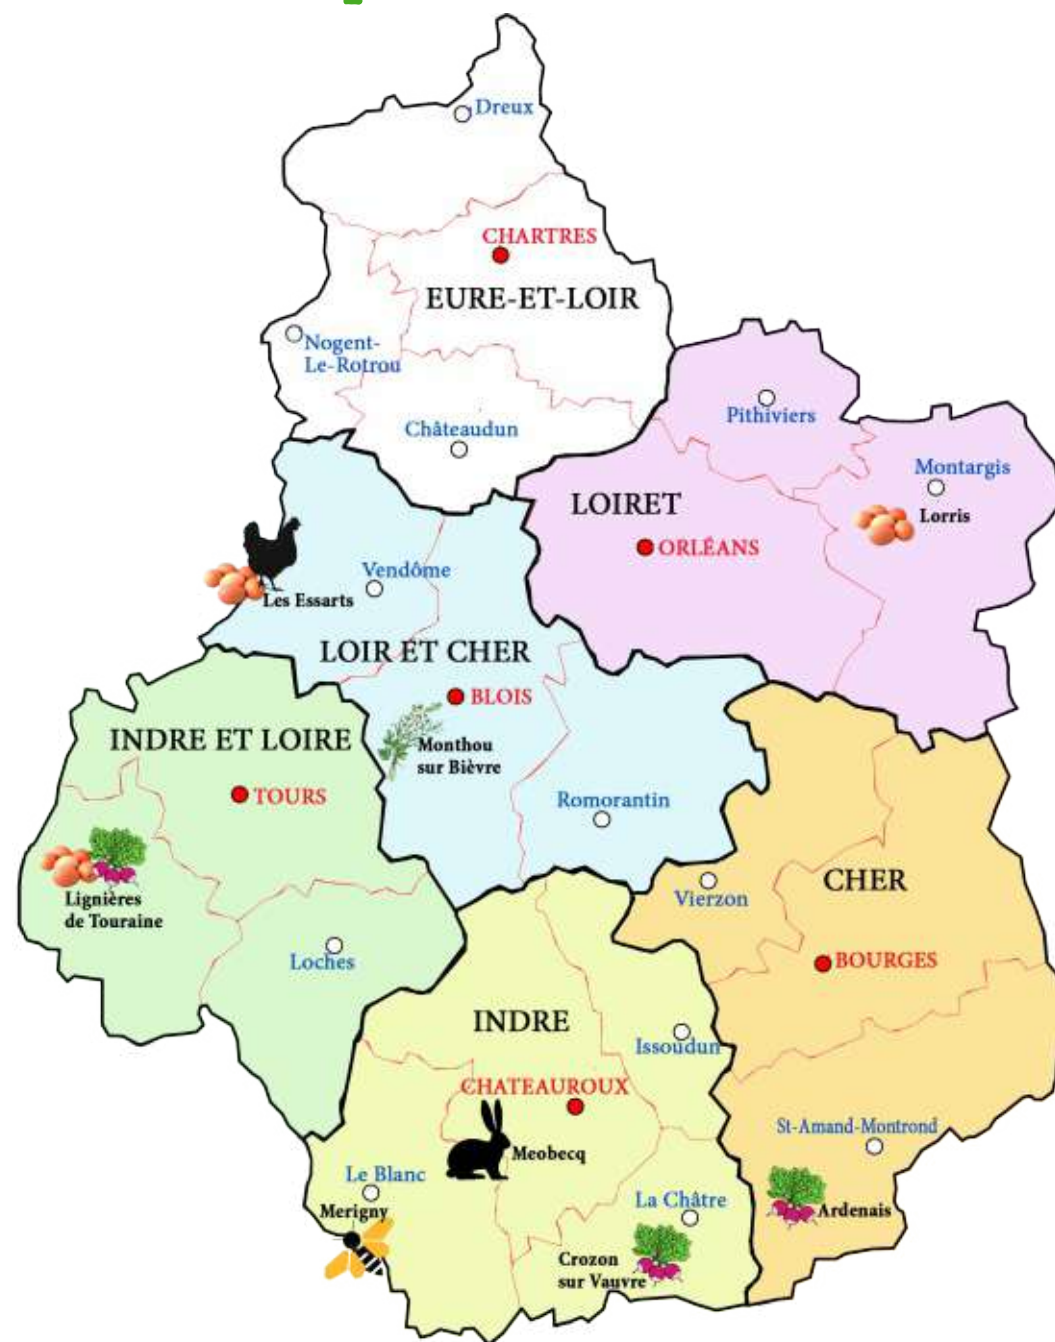 Dreux
CHARTRES
EURE-ET-LOIR
Nogent-
Le-Rotrou
Châteaudun
Pithiviers
Montargis
Lorris
LOIRET
ORLÉANS
Vendôme
Les Essarts
LOIR ET CHER
BLOIS
Monthou
sur Bièvre
Romorantin
INDRE ET LOIRE
TOURS
Lignières
de Touraine
Loches
Vierzon
CHER
BOURGES
INDRE
Issoudun
CHATEAUROUX
Meobecq
St-Amand-Montrond
Ardenais
Le Blanc
Merigny
La Châtre
Crozon
sur Vauvre